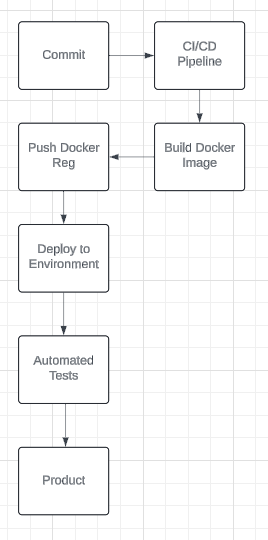 Commit
CI/CD
Pipeline
Build Docker
Image
Push Docker
Reg
Deploy to
Environment
Automated
Tests
Product